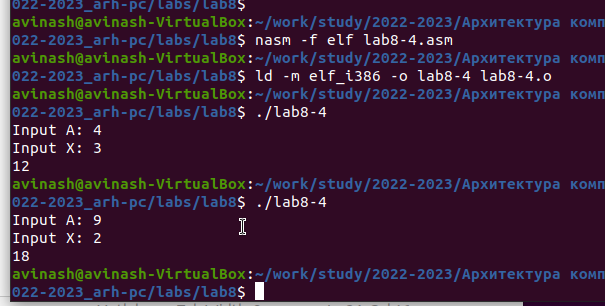 022-2023_arh-pc/labs/lab8$
avinash@avinash-VirtualBox:~/work/study/2022-2023/Архитектура комп
022-2023_arh-pc/labs/lab8$ nasm -f elf lab8-4.asm
avinash@avinash-VirtualBox:~/work/study/2022-2023/Архитектура комп
022-2023_arh-pc/labs/lab8$ ld -m elf_i386 -o lab8-4 lab8-4.o
avinash@avinash-VirtualBox:~/work/study/2022-2023/Архитектура комп
022-2023_arh-pc/labs/lab8$ ./lab8-4
Input A: 4
Input X: 3
12
avinash@avinash-VirtualBox:~/work/study/2022-2023/Архитектура комп
022-2023_arh-pc/labs/lab8$ ./lab8-4
Input A: 9
Input X: 2
18
avinash@avinash-VirtualBox:~/work/study/2022-2023/Архитектура комп
022-2023_arh-pc/labs/lab8$